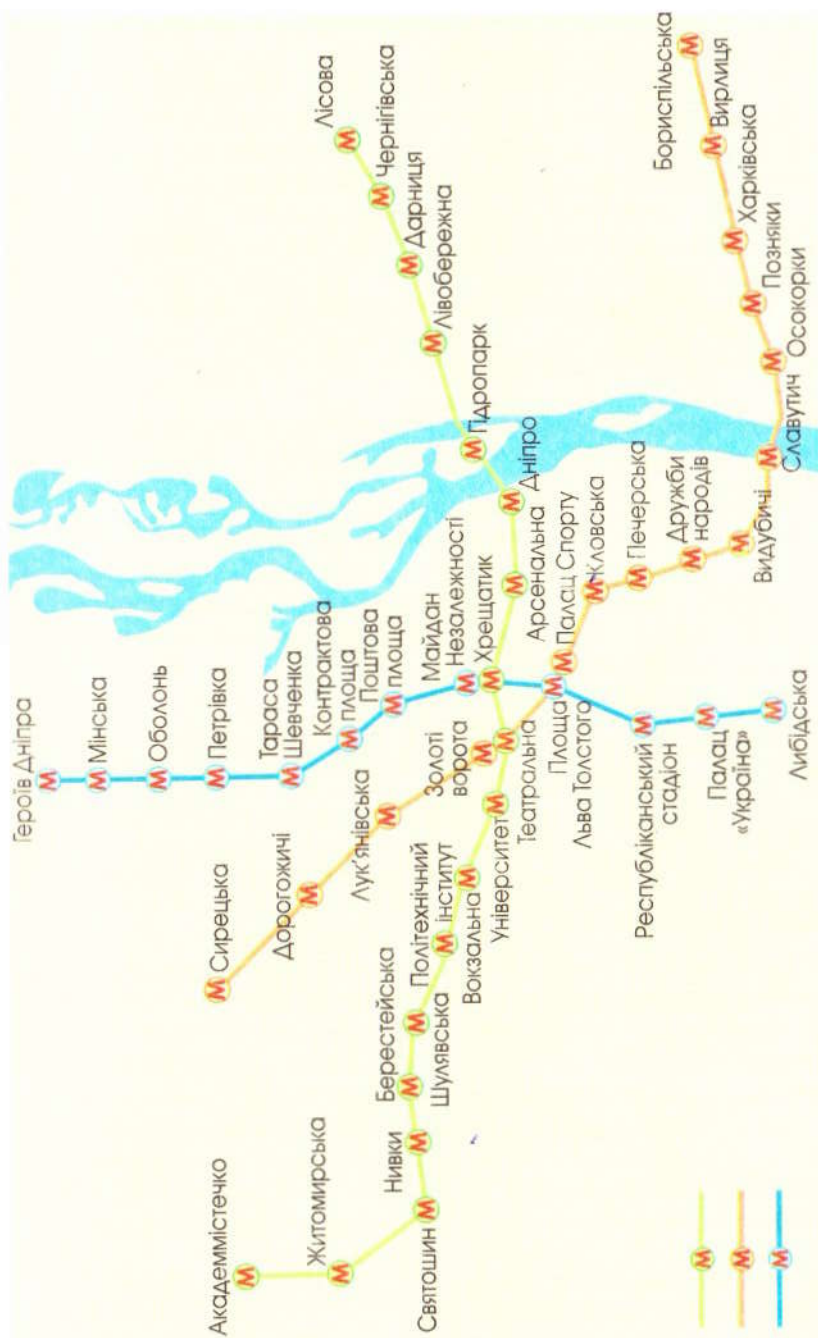 Академмістечко
Житомирська
Святошин
Нивки
Берестейська
Шулявська
Політехнічний
інститут
Вокзальна
Університет
Театральна
Хрещатик
Арсенальна
Дніпро
Гідропарк
Лівобережна
Дарниця
Чернігівська
Лісова
Сирецька
Дорогожичі
Лук'янівська
Золоті
ворота
Палац Спорту
Кловська
Печерська
Дружби
народів
Видубичі
Славутич
Осокорки
Позняки
Харківська
Вирлиця
Бориспільська
Героїв Дніпра
Мінська
Оболонь
Петрівка
Тараса
Шевченка
Контрактова
площа
Поштова
площа
Майдан
Незалежності
Площа
Льва Толстого
Республіканський
стадіон
Палац
«Україна»
Либідська